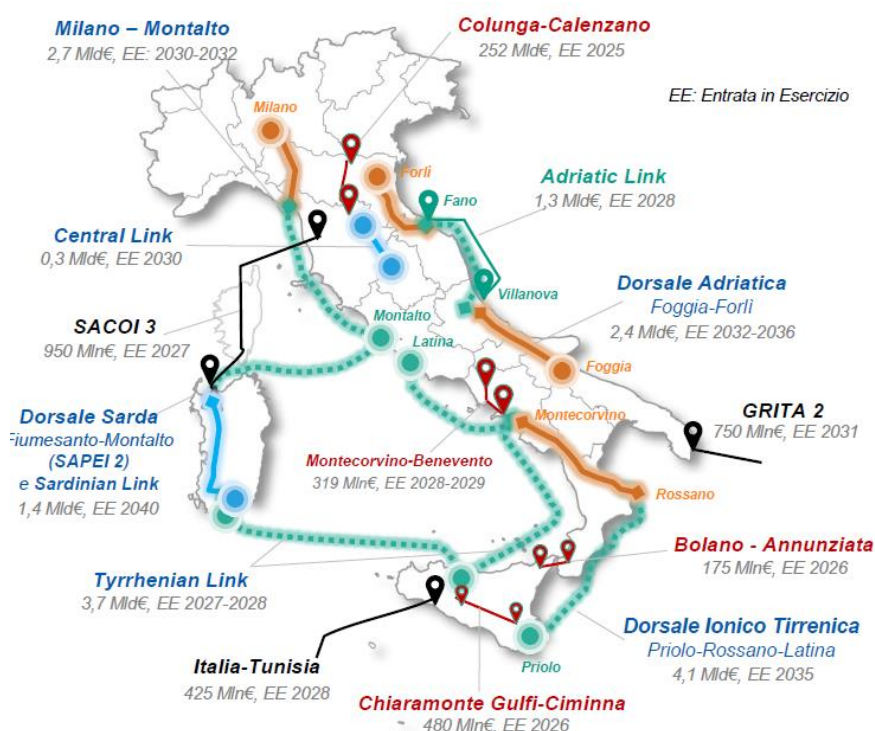 Milano – Montalto
2,7 Mld€, EE: 2030-2032
Colunga-Calenzano
252 Mld€, EE 2025
EE: Entrata in Esercizio
Milano
Forlì
Fano
Adriatic Link
1,3 Mld€, EE 2028
Central Link
0,3 Mld€, EE 2030
Villanova
Dorsale Adriatica
Foggia-Forlì
2,4 Mld€, EE 2032-2036
SACOI 3
950 Mln€, EE 2027
Montalto
Latina
Foggia
Dorsale Sarda
Fiumesanto-Montalto
(SAPEI 2)
e Sardinian Link
1,4 Mld€, EE 2040
Montecorvino
GRITA 2
750 Mln€, EE 2031
Montecorvino-Benevento
319 Mln€, EE 2028-2029
Rossano
Bolano - Annunziata
175 Mln€, EE 2026
Tyrrhenian Link
3,7 Mld€, EE 2027-2028
Dorsale Ionico Tirrenica
Priolo-Rossano-Latina
4,1 Mld€, EE 2035
Italia-Tunisia
425 Mln€, EE 2028
Priolo
Chiaramonte Gulfi-Ciminna
480 Mln€, EE 2026